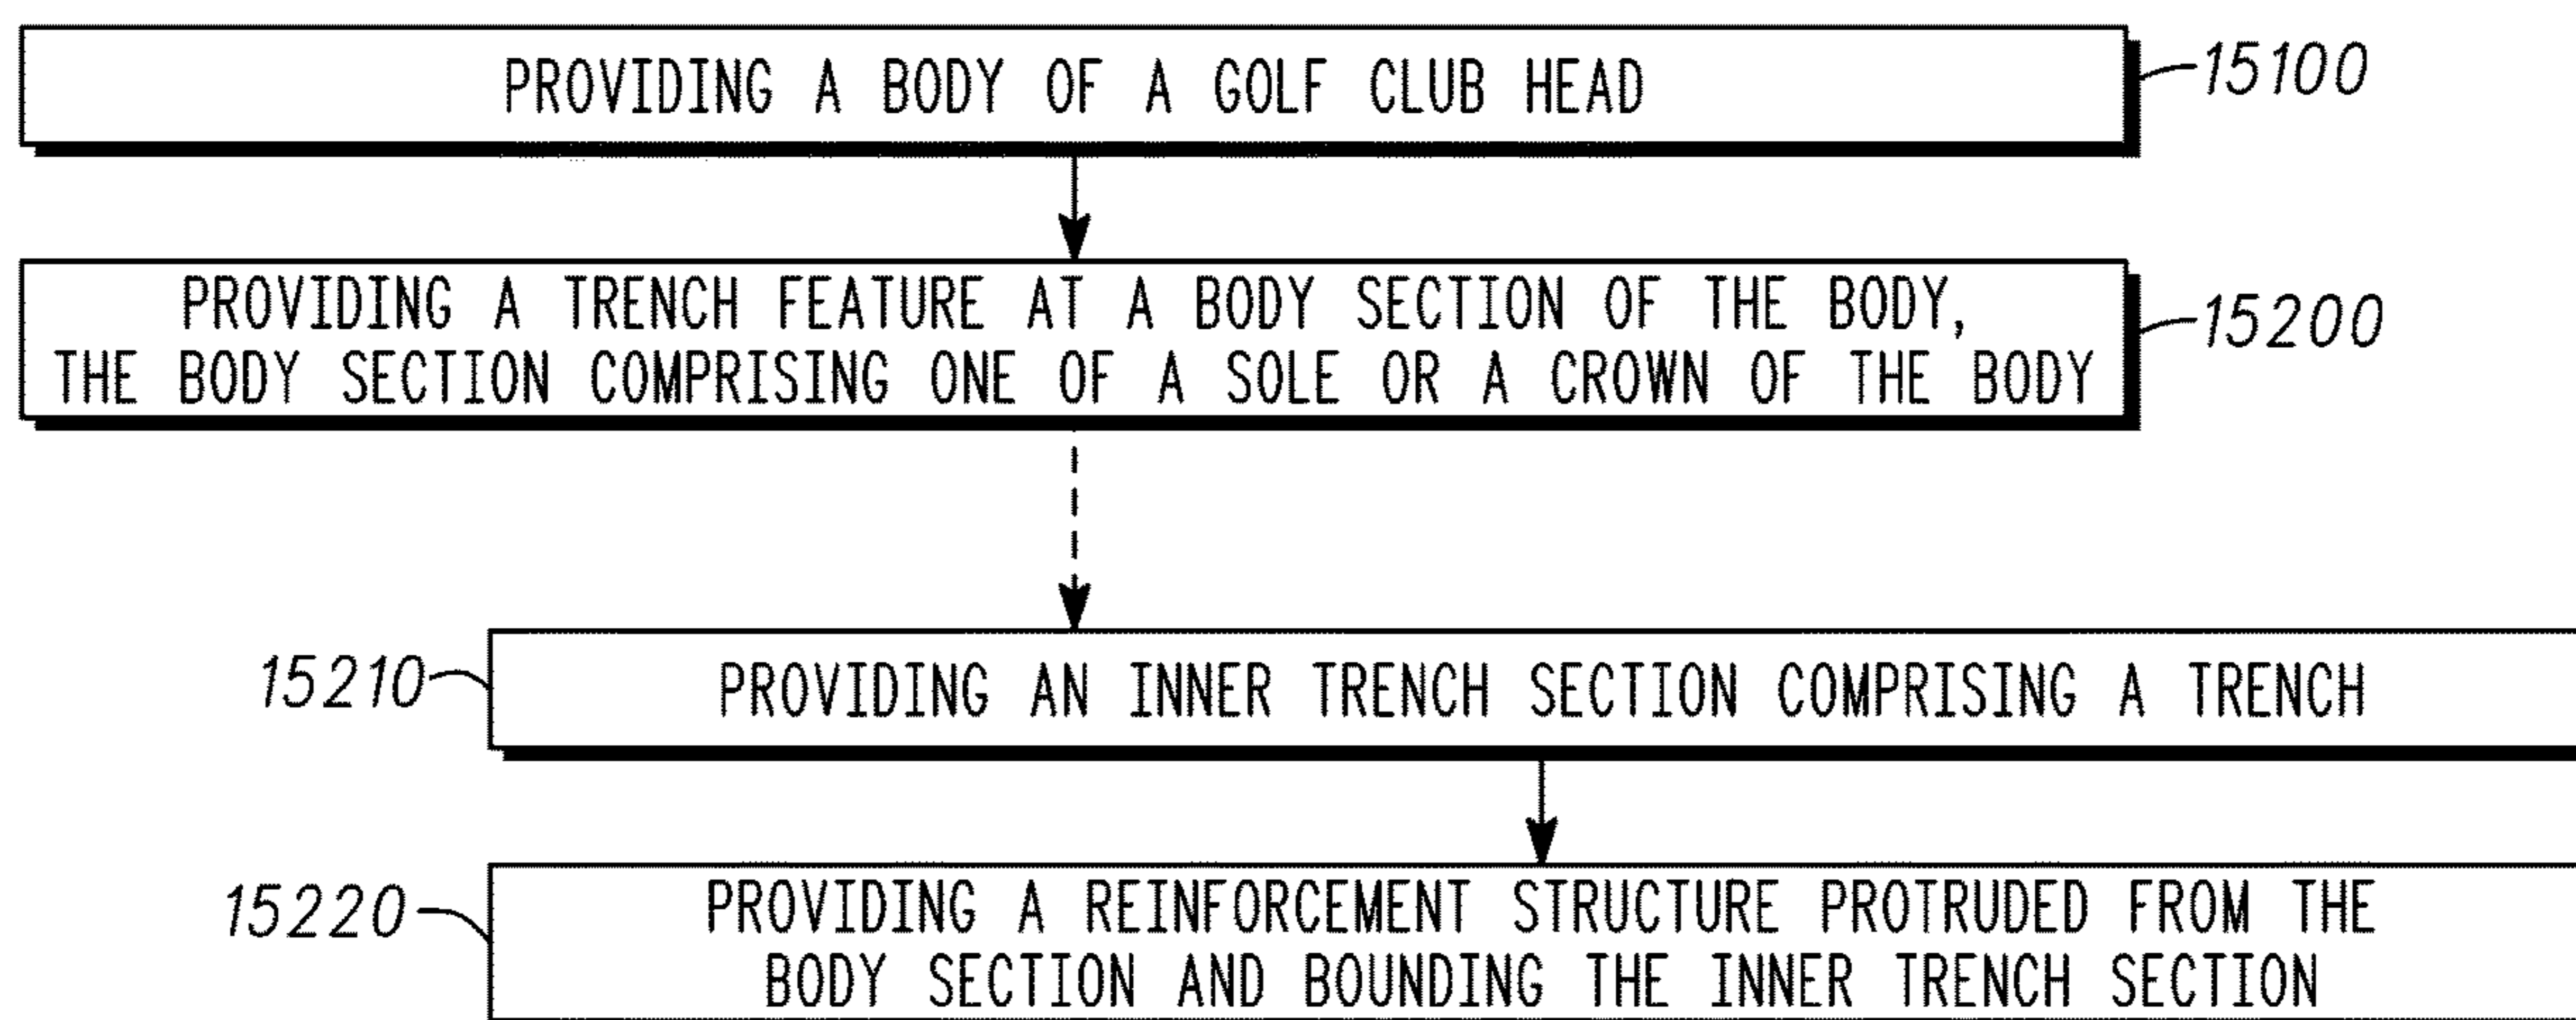 PROVIDING A BODY OF A GOLF CLUB HEAD
15100
PROVIDING A TRENCH FEATURE AT A BODY SECTION OF THE BODY,
THE BODY SECTION COMPRISING ONE OF A SOLE OR A CROWN OF THE BODY
15200
15210
PROVIDING AN INNER TRENCH SECTION COMPRISING A TRENCH
15220
PROVIDING A REINFORCEMENT STRUCTURE PROTRUDED FROM THE
BODY SECTION AND BOUNDING THE INNER TRENCH SECTION